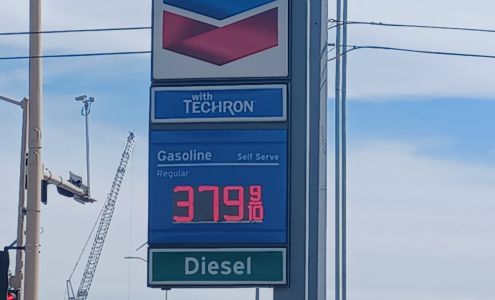 with
TECHRON
Gasoline Self Serve
Regular
379 9/10
Diesel